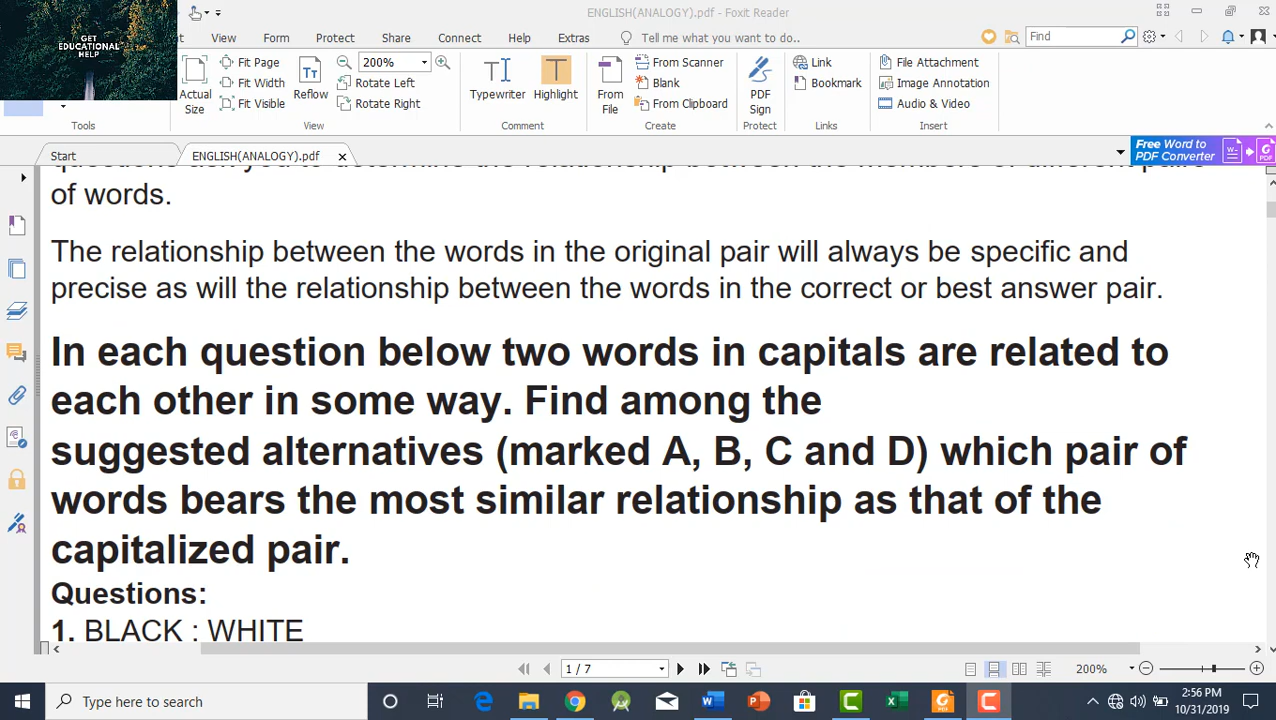 GET
EDUCATIONAL
HELP
ENGLISH(ANALOGY).pdf - Foxit Reader
View Form Protect Share Connect Help Extras Tell me what you want to do.. Find
Actual
Size
Fit Page
Fit Width
Fit Visible
Reflow
200%
Rotate Left
Rotate Right
Typewriter
Highlight
From
File
From Scanner
Blank
From Clipboard
PDF
Sign
Link
Bookmark
File Attachment
Image Annotation
Audio & Video
Tools View Comment Create Protect Links Insert
Start ENGLISH(ANALOGY).pdf
Free Word to
PDF Converter
of words.
The relationship between the words in the original pair will always be specific and
precise as will the relationship between the words in the correct or best answer pair.
In each question below two words in capitals are related to
each other in some way. Find among the
suggested alternatives (marked A, B, C and D) which pair of
words bears the most similar relationship as that of the
capitalized pair.
Questions:
1. BLACK : WHITE
1 / 7
200%
Type here to search
2:56 PM
10/31/2019